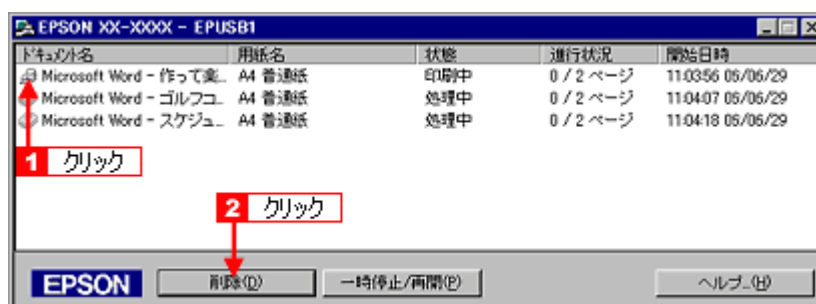 EPSON XX-XXXX - EPUSB1
ドキュメント名 用紙名 状態 進行状況 開始日時
Microsoft Word - 作って楽... A4 普通紙 印刷中 0 / 2 ページ 11:03:56 05/06/29
Microsoft Word - ゴルフコ... A4 普通紙 処理中 0 / 2 ページ 11:04:07 05/06/29
Microsoft Word - スケジュ... A4 普通紙 処理中 0 / 2 ページ 11:04:18 05/06/29
1 クリック
2 クリック
EPSON 削除(D) 一時停止/再開(P) ヘルプ...(H)